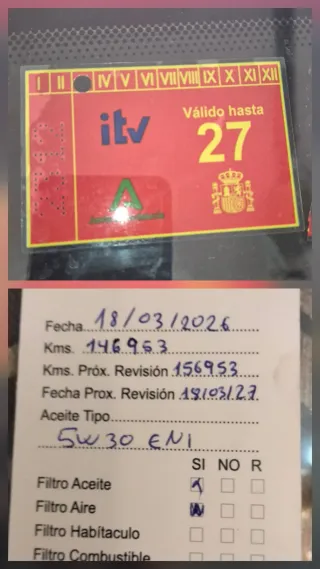 I II IV V VI VII VIII IX X XI XII
itv
Válido hasta
27
A
Fecha 18/03/2026
Kms. 146953
Kms. Próx. Revisión 156953
Fecha Prox. Revisión 18/03/27
Aceite Tipo
5W30 ENI
SI NO R
Filtro Aceite
Filtro Aire
Filtro Habítaculo
Filtro Combustible